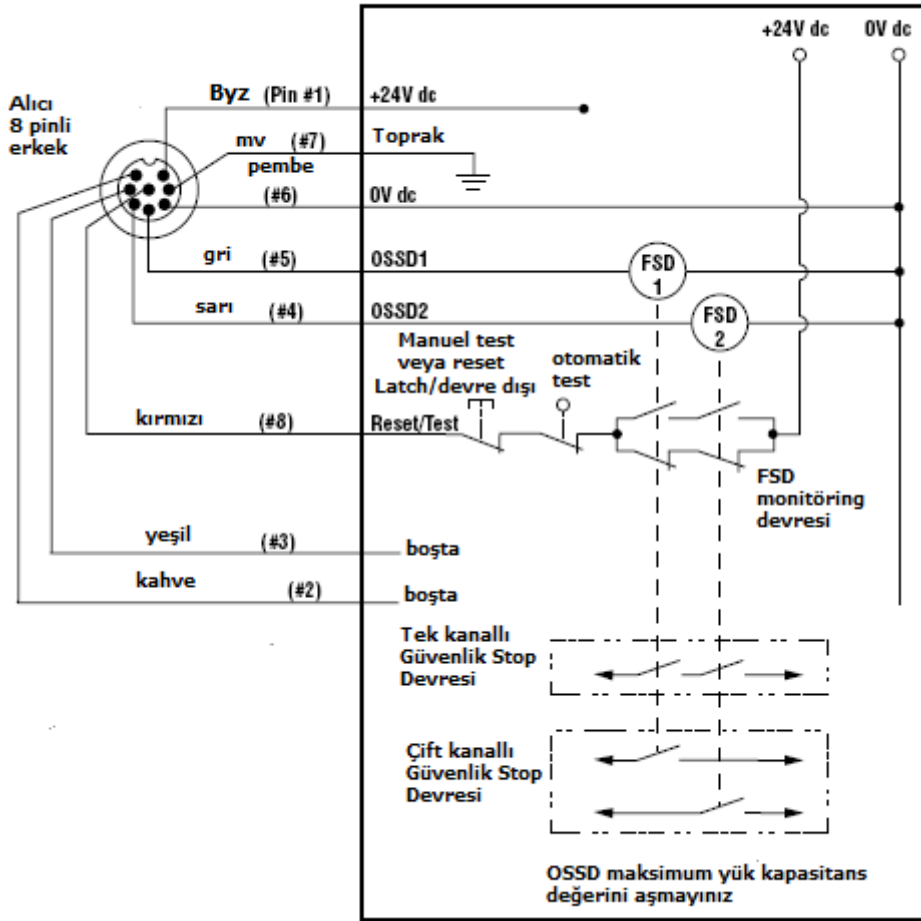 +24V dc
0V dc
Alıcı
8 pinli
erkek
Byz (Pin #1) +24V dc
mv (#7) Toprak
pembe
(#6) 0V dc
gri (#5) OSSD1
FSD
1
sarı (#4) OSSD2
FSD
2
Manuel test
veya reset
Latch/devre dışı
otomatik
test
kırmızı (#8) Reset/Test
FSD
monitöring
devresi
yeşil (#3) boşta
kahve (#2) boşta
Tek kanallı
Güvenlik Stop
Devresi
Çift kanallı
Güvenlik Stop
Devresi
OSSD maksimum yük kapasitans
değerini aşmayınız